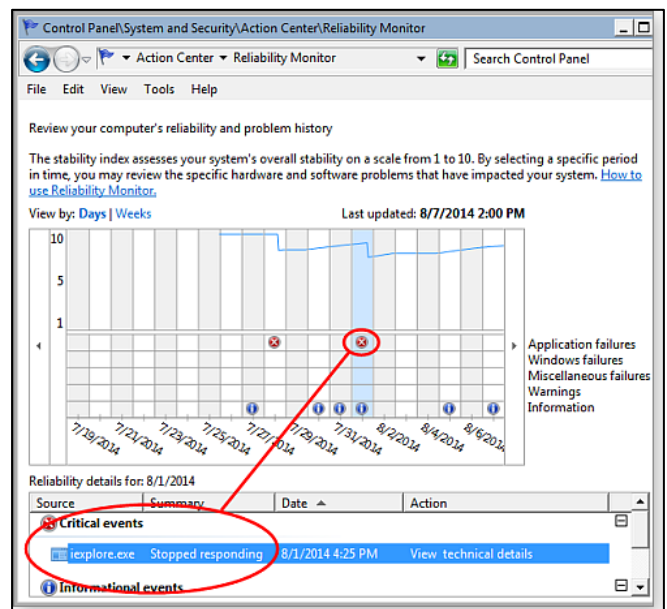 Control Panel\System and Security\Action Center\Reliability Monitor
Action Center Reliability Monitor
Search Control Panel
File Edit View Tools Help
Review your computer's reliability and problem history
The stability index assesses your system's overall stability on a scale from 1 to 10. By selecting a specific period
in time, you may review the specific hardware and software problems that have impacted your system. How to
use Reliability Monitor.
View by: Days | Weeks
Last updated: 8/7/2014 2:00 PM
10
5
1
Application failures
Windows failures
Miscellaneous failures
Warnings
Information
7/19/2014 7/21/2014 7/23/2014 7/25/2014 7/27/2014 7/29/2014 7/31/2014 8/2/2014 8/4/2014 8/6/2014
Reliability details for: 8/1/2014
Source Summary Date Action
Critical events
iexplore.exe Stopped responding 8/1/2014 4:25 PM View technical details
Informational events